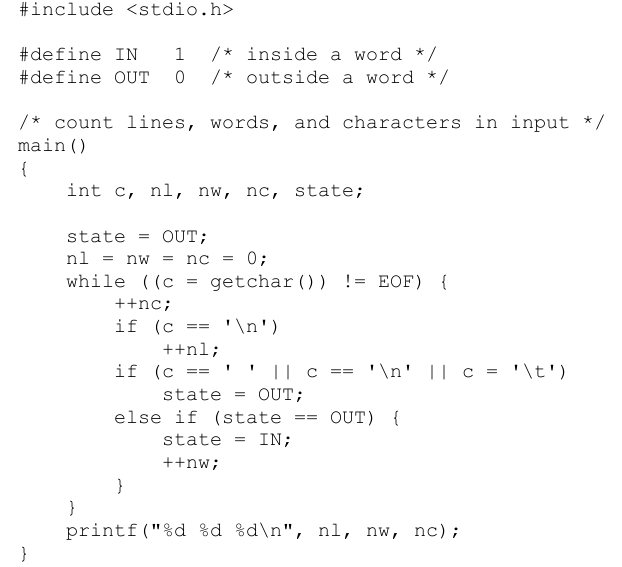 #include <stdio.h>

#define IN   1  /* inside a word */
#define OUT  0  /* outside a word */

/* count lines, words, and characters in input */
main()
{
    int c, nl, nw, nc, state;

    state = OUT;
    nl = nw = nc = 0;
    while ((c = getchar()) != EOF) {
        ++nc;
        if (c == '\n')
            ++nl;
        if (c == ' ' || c == '\n' || c = '\t')
            state = OUT;
        else if (state == OUT) {
            state = IN;
            ++nw;
        }
    }
    printf("%d %d %d\n", nl, nw, nc);
}